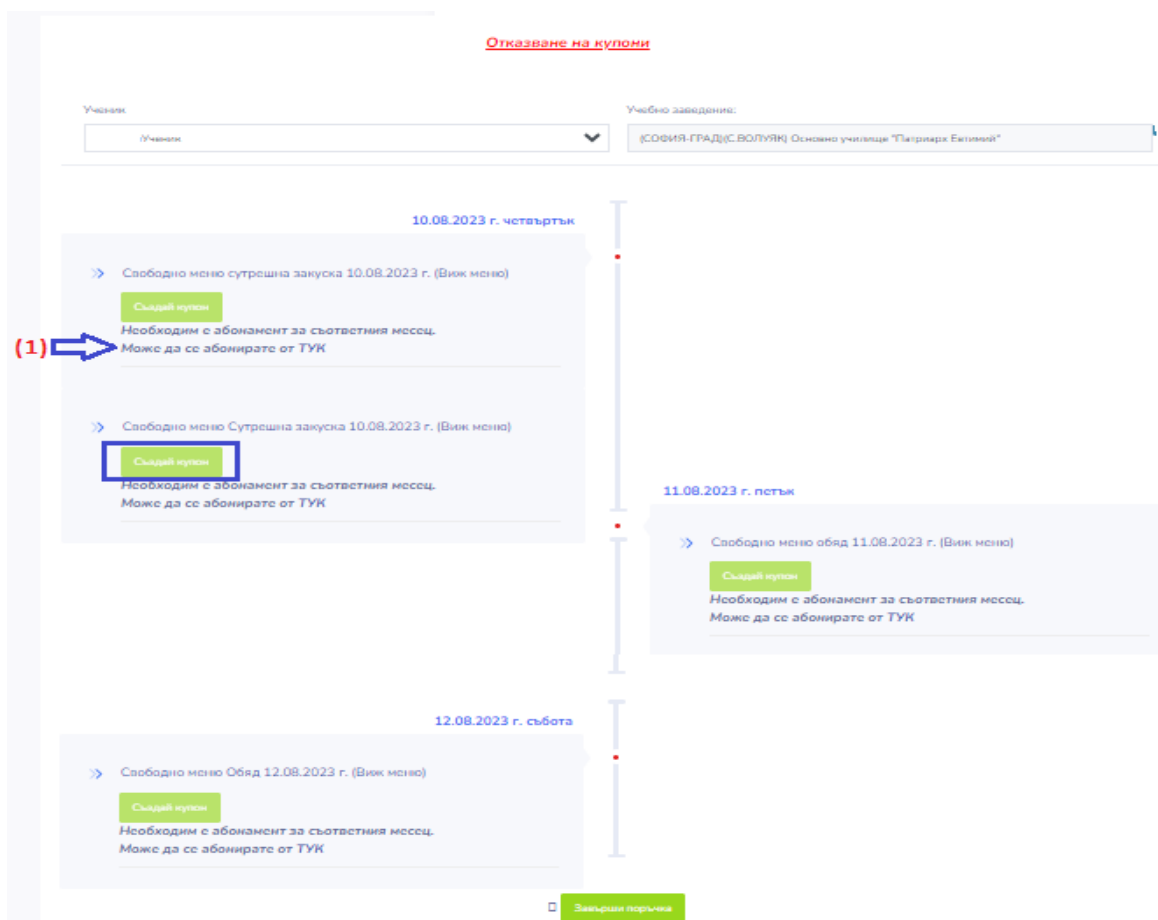 Отказване на купони
Ученик
Учебно заведение:
/Ученик
(СОФИЯ-ГРАД)(С.ВОЛУЯК) Основно училище "Патриарх Евтимий"
10.08.2023 г. четвъртък
Свободно меню сутрешна закуска 10.08.2023 г. (Виж меню)
Създай купон
Необходим е абонамент за съответния месец.
(1)
Може да се абонирате от ТУК
Свободно меню Сутрешна закуска 10.08.2023 г. (Виж меню)
Създай купон
Необходим е абонамент за съответния месец.
Може да се абонирате от ТУК
11.08.2023 г. петък
Свободно меню обяд 11.08.2023 г. (Виж меню)
Създай купон
Необходим е абонамент за съответния месец.
Може да се абонирате от ТУК
12.08.2023 г. събота
Свободно меню Обяд 12.08.2023 г. (Виж меню)
Създай купон
Необходим е абонамент за съответния месец.
Може да се абонирате от ТУК
Завърши поръчка